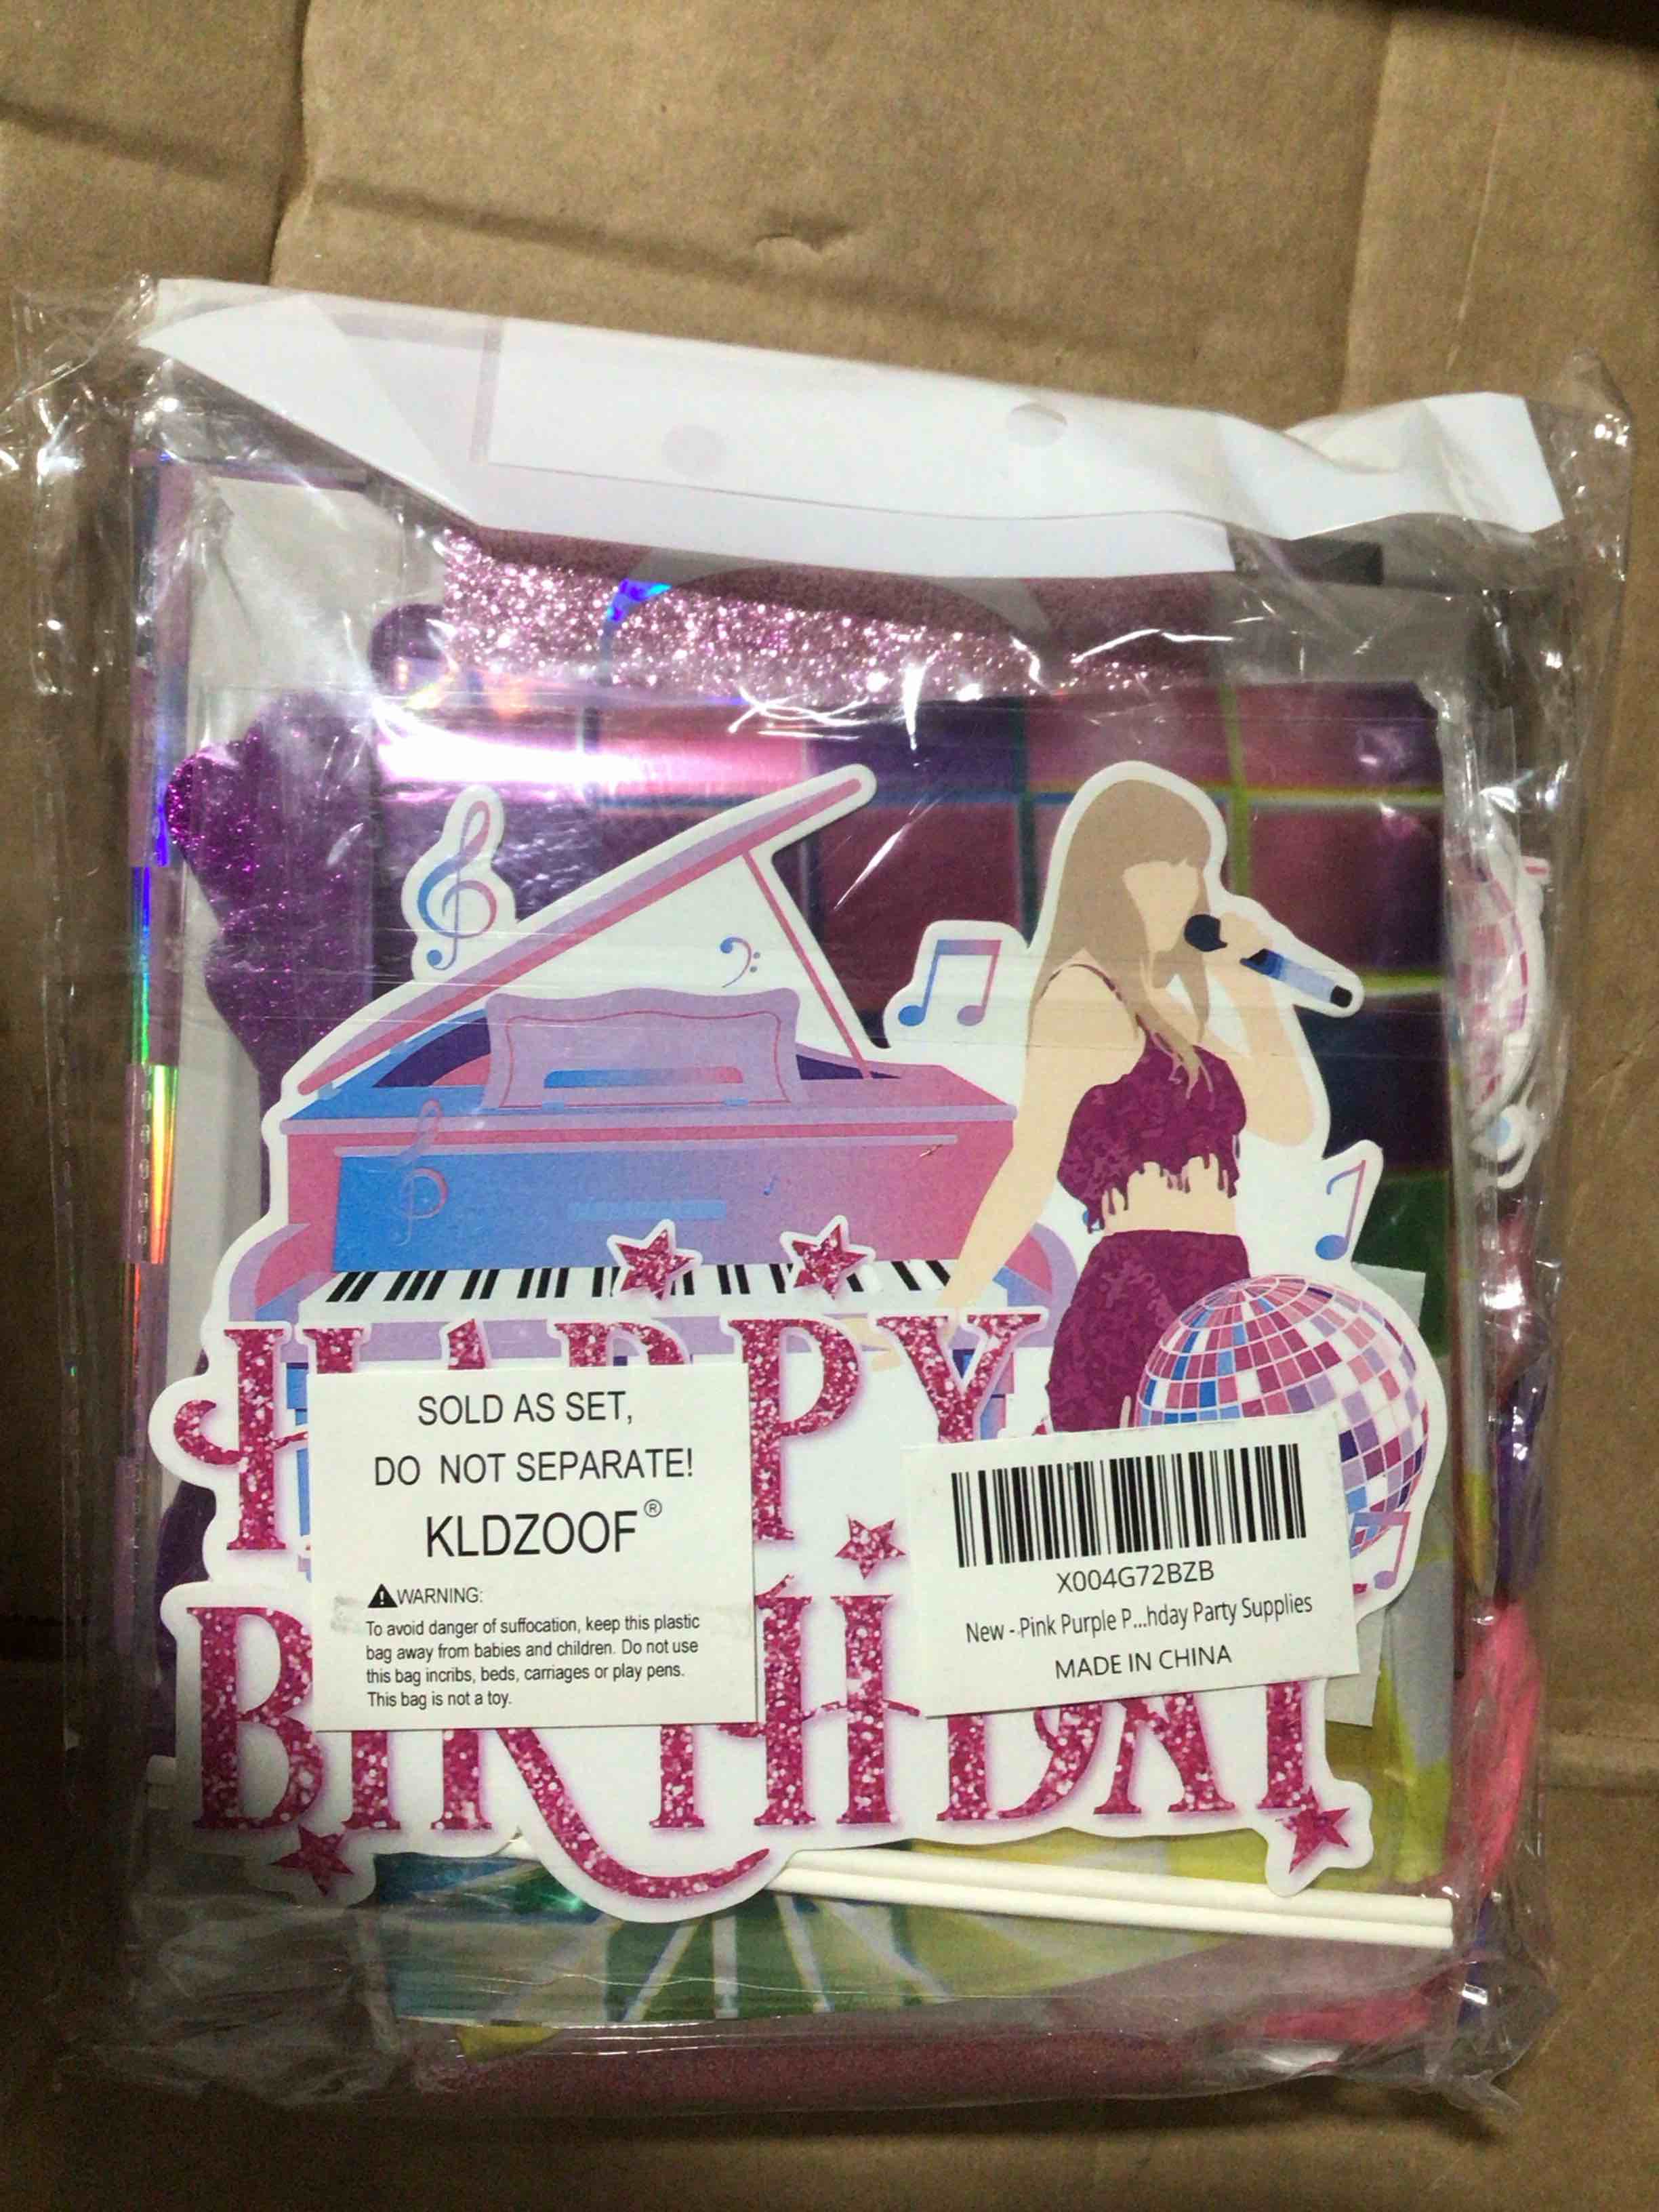 HAPPY
BIRTHDAY
SOLD AS SET,
DO NOT SEPARATE!
KLDZOOF®
WARNING:
To avoid danger of suffocation, keep this plastic
bag away from babies and children. Do not use
this bag incribs, beds, carriages or play pens.
This bag is not a toy.
X004G72BZB
New - Pink Purple P...hday Party Supplies
MADE IN CHINA